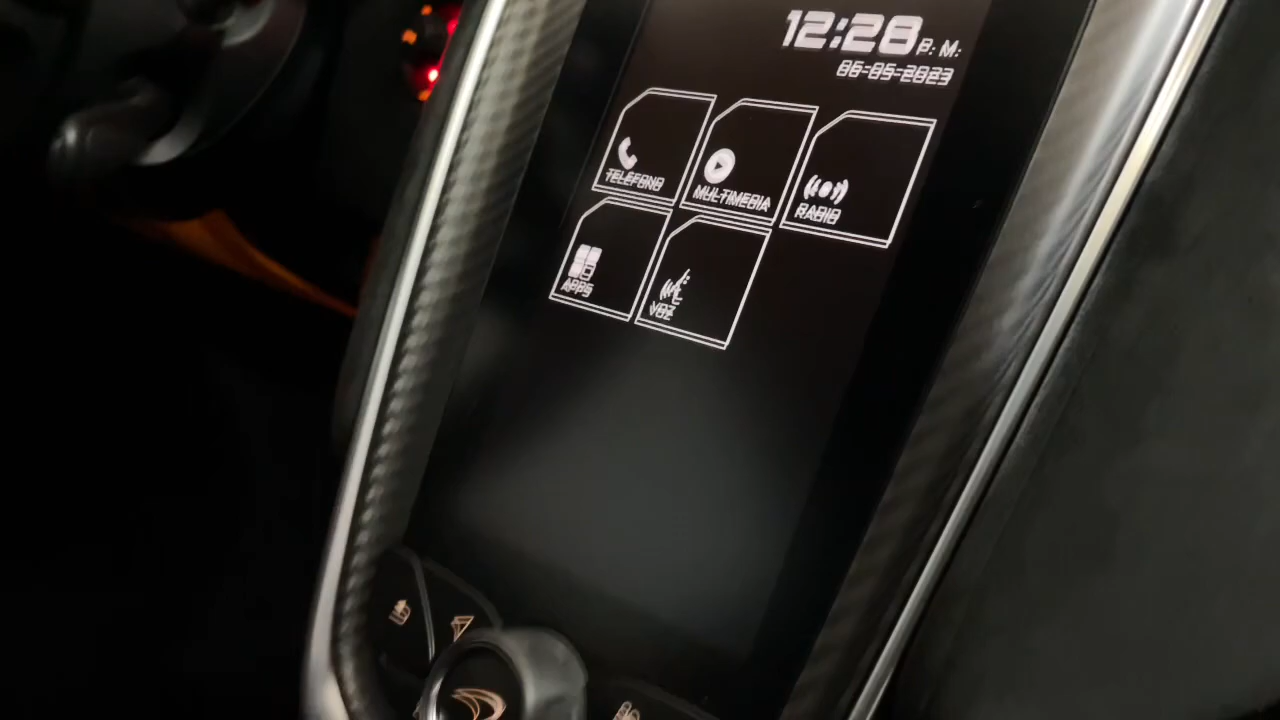 12:28 P. M.
06-05-2023
TELEFONO
MULTIMEDIA
RADIO
APPS
VOZ